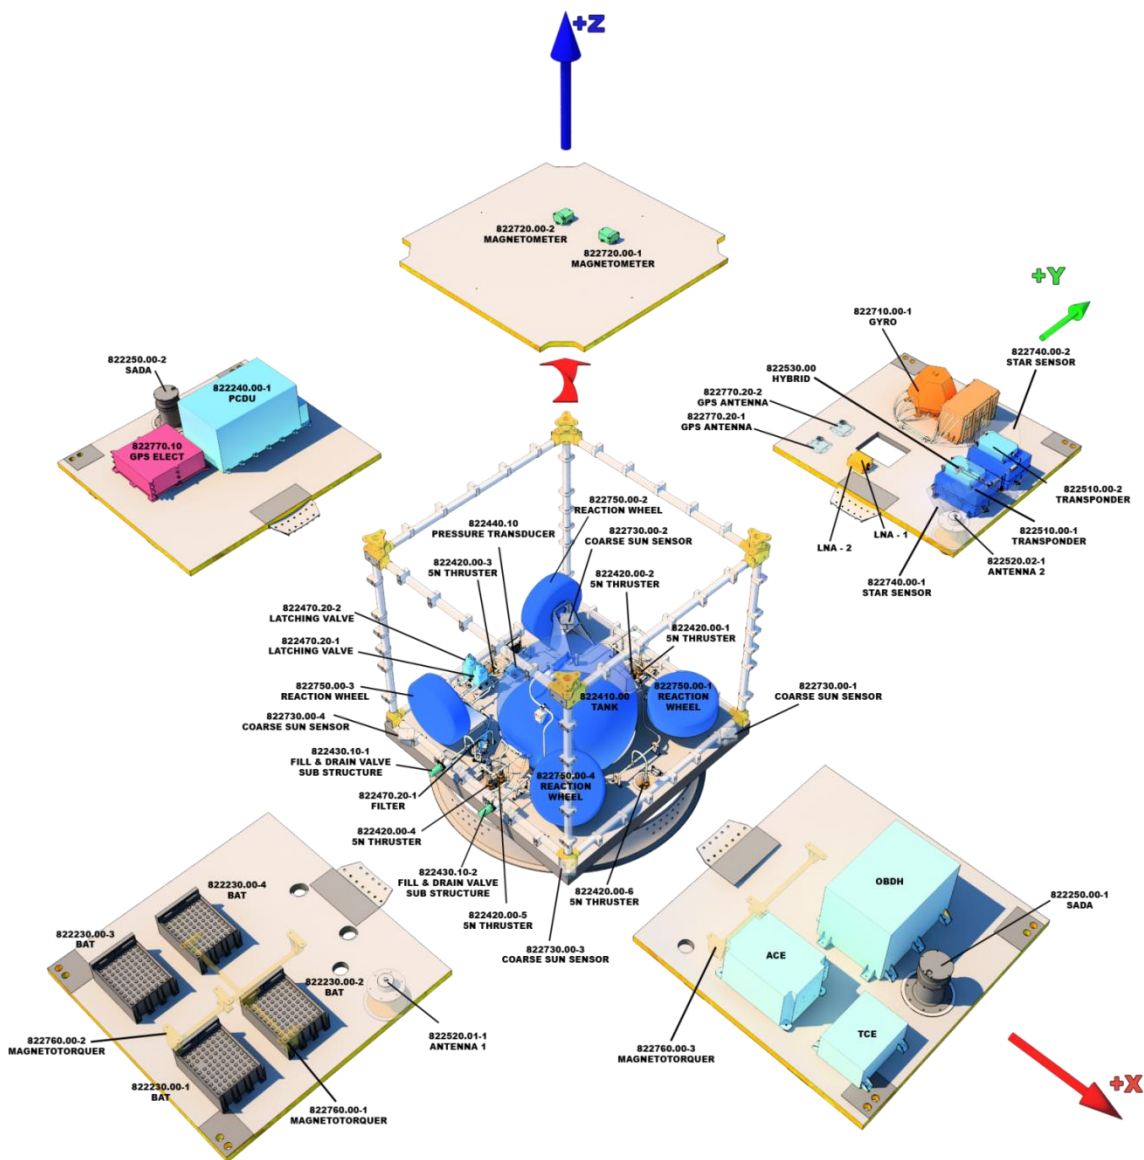 +Z
822720.00-2
MAGNETOMETER
822720.00-1
MAGNETOMETER
+Y
822710.00-1
GYRO
822740.00-2
STAR SENSOR
822530.00
HYBRID
822770.20-2
GPS ANTENNA
822770.20-1
GPS ANTENNA
822510.00-2
TRANSPONDER
822510.00-1
TRANSPONDER
LNA - 2
LNA - 1
822520.02-1
ANTENNA 2
822740.00-1
STAR SENSOR
822250.00-2
SADA
822240.00-1
PCDU
822770.10
GPS ELECT
822750.00-2
REACTION WHEEL
822440.10
PRESSURE TRANSDUCER
822730.00-2
COARSE SUN SENSOR
822420.00-3
5N THRUSTER
822420.00-2
5N THRUSTER
822470.20-2
LATCHING VALVE
822420.00-1
5N THRUSTER
822470.20-1
LATCHING VALVE
822750.00-3
REACTION WHEEL
822410.00
TANK
822750.00-1
REACTION
WHEEL
822730.00-1
COARSE SUN SENSOR
822730.00-4
COARSE SUN SENSOR
822430.10-1
FILL & DRAIN VALVE
SUB STRUCTURE
822750.00-4
REACTION
WHEEL
822470.20-1
FILTER
822420.00-4
5N THRUSTER
822430.10-2
FILL & DRAIN VALVE
SUB STRUCTURE
822420.00-6
5N THRUSTER
822420.00-5
5N THRUSTER
822730.00-3
COARSE SUN SENSOR
822230.00-4
BAT
822230.00-3
BAT
822230.00-2
BAT
822760.00-2
MAGNETOTORQUER
822520.01-1
ANTENNA 1
822230.00-1
BAT
822760.00-1
MAGNETOTORQUER
OBDH
822250.00-1
SADA
ACE
TCE
822760.00-3
MAGNETOTORQUER
+X